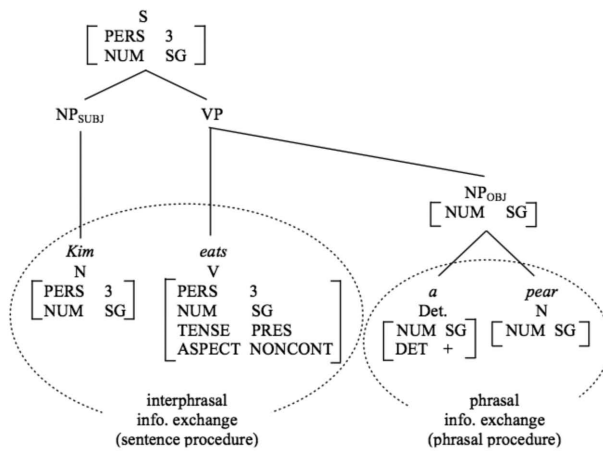 S
PERS 3
NUM SG
NP_SUBJ VP
NP_OBJ
NUM SG
Kim eats
N V
PERS 3 PERS 3
NUM SG NUM SG
TENSE PRES
ASPECT NONCONT
a pear
Det. N
NUM SG NUM SG
DET +
interphrasal
info. exchange
(sentence procedure)
phrasal
info. exchange
(phrasal procedure)